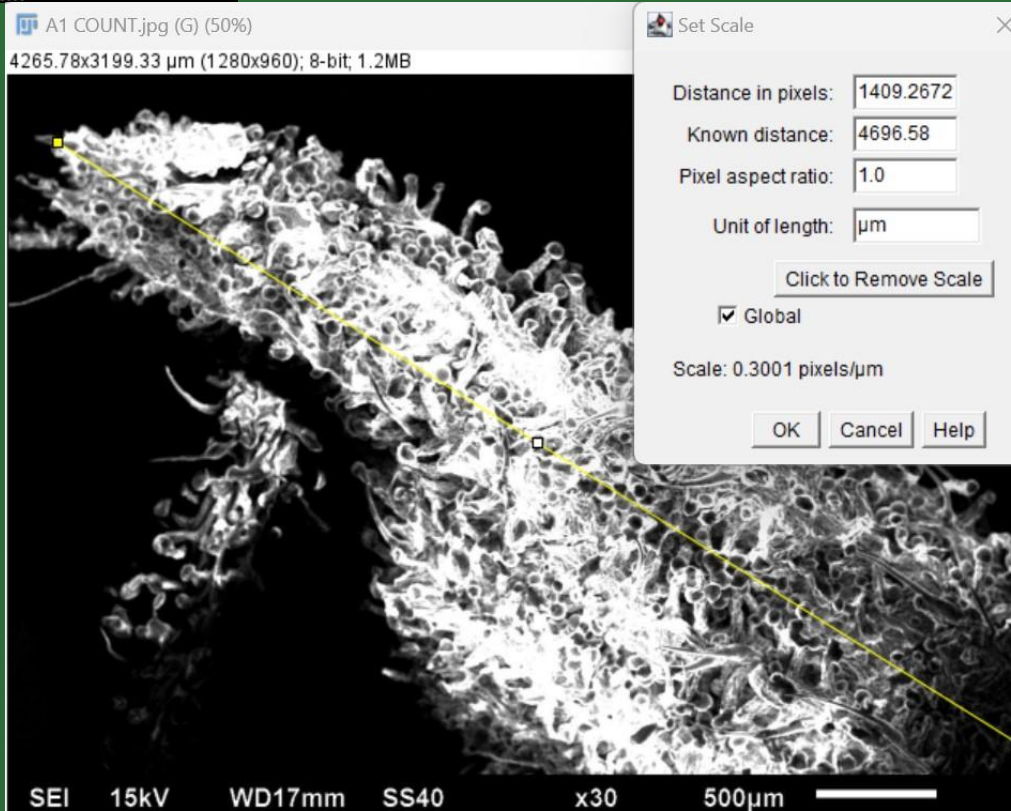 A1 COUNT.jpg (G) (50%)
4265.78x3199.33 µm (1280x960); 8-bit; 1.2MB
Set Scale
Distance in pixels: 1409.2672
Known distance: 4696.58
Pixel aspect ratio: 1.0
Unit of length: µm
Click to Remove Scale
Global
Scale: 0.3001 pixels/µm
OK Cancel Help
SEI 15kV WD17mm SS40 x30 500µm